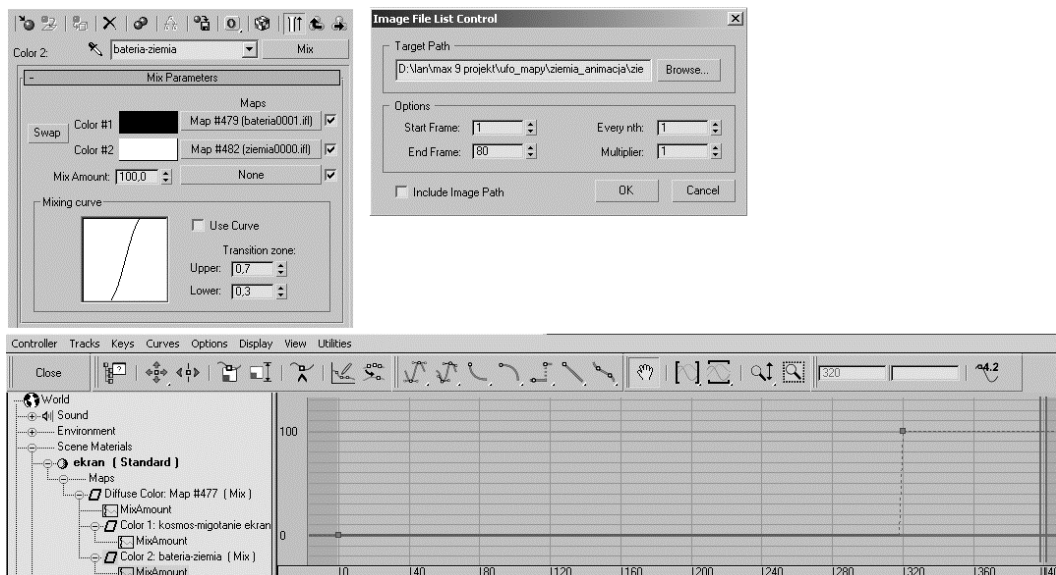 Color 2:
bateria-ziemia
Mix
-
Mix Parameters
Maps
Swap
Color #1
Map #479 (bateria0001.ifl)
Color #2
Map #482 (ziemia0000.ifl)
Mix Amount: 100,0
None
Mixing curve
Use Curve
Transition zone:
Upper: 0,7
Lower: 0,3
Image File List Control
Target Path
D:\lan\max 9 projekt\ufo_mapy\ziemia_animacja\zie
Browse...
Options
Start Frame: 1
Every nth: 1
End Frame: 80
Multiplier: 1
Include Image Path
OK
Cancel
Controller Tracks Keys Curves Options Display View Utilities
Close
320
4.2
World
Sound
Environment
Scene Materials
ekran ( Standard )
Maps
Diffuse Color: Map #477 ( Mix )
MixAmount
Color 1: kosmos-migotanie ekran
MixAmount
Color 2: bateria-ziemia ( Mix )
MixAmount
100
0
0 40 80 120 160 200 240 280 320 360